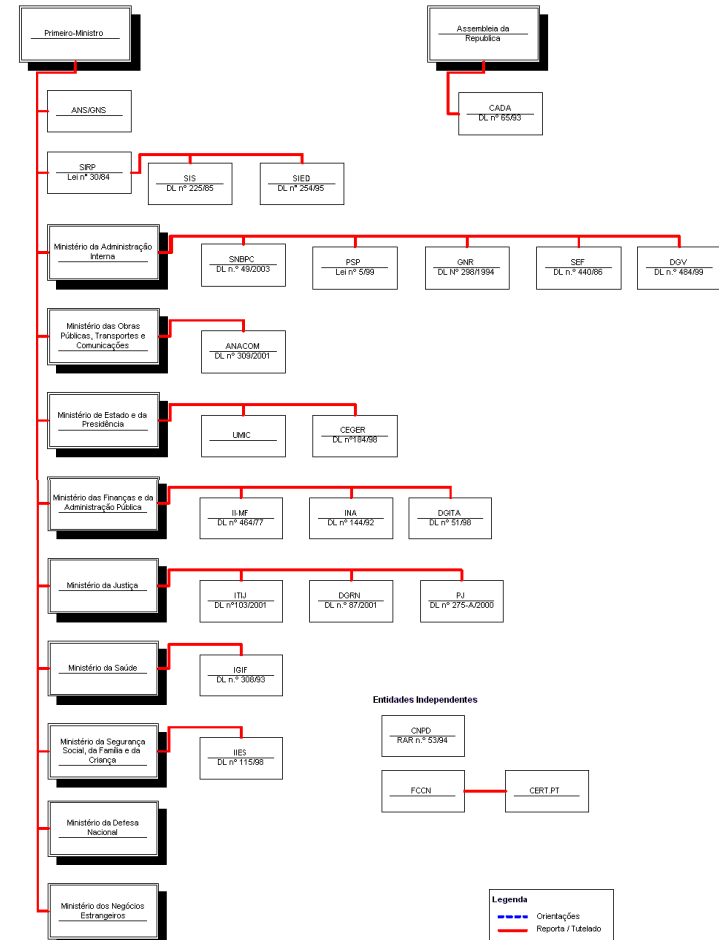 Primeiro-Ministro
Assembleia da
Republica
ANS/GNS
CADA
DL nº 65/93
SIRP
Lei nº 30/84
SIS
DL nº 225/85
SIED
DL nº 254/95
Ministério da Administração
Interna
SNBPC
DL n.º 49/2003
PSP
Lei nº 5/99
GNR
DL Nº 298/1994
SEF
DL n.º 440/86
DGV
DL n.º 484/99
Ministério das Obras
Públicas, Transportes e
Comunicações
ANACOM
DL nº 309/2001
Ministério de Estado e da
Presidência
UMIC
CEGER
DL nº184/98
Ministério das Finanças e da
Administração Pública
II-MF
DL nº 464/77
INA
DL nº 144/92
DGITA
DL nº 51/98
Ministério da Justiça
ITIJ
DL nº103/2001
DGRN
DL n.º 87/2001
PJ
DL nº 275-A/2000
Ministério da Saúde
IGIF
DL n.º 308/93
Entidades Independentes
CNPD
RAR n.º 53/94
Ministério da Segurança
Social, da Família e da
Criança
IIES
DL nº 115/98
FCCN
CERT.PT
Ministério da Defesa
Nacional
Ministério dos Negócios
Estrangeiros
Legenda
Orientações
Reporta / Tutelado